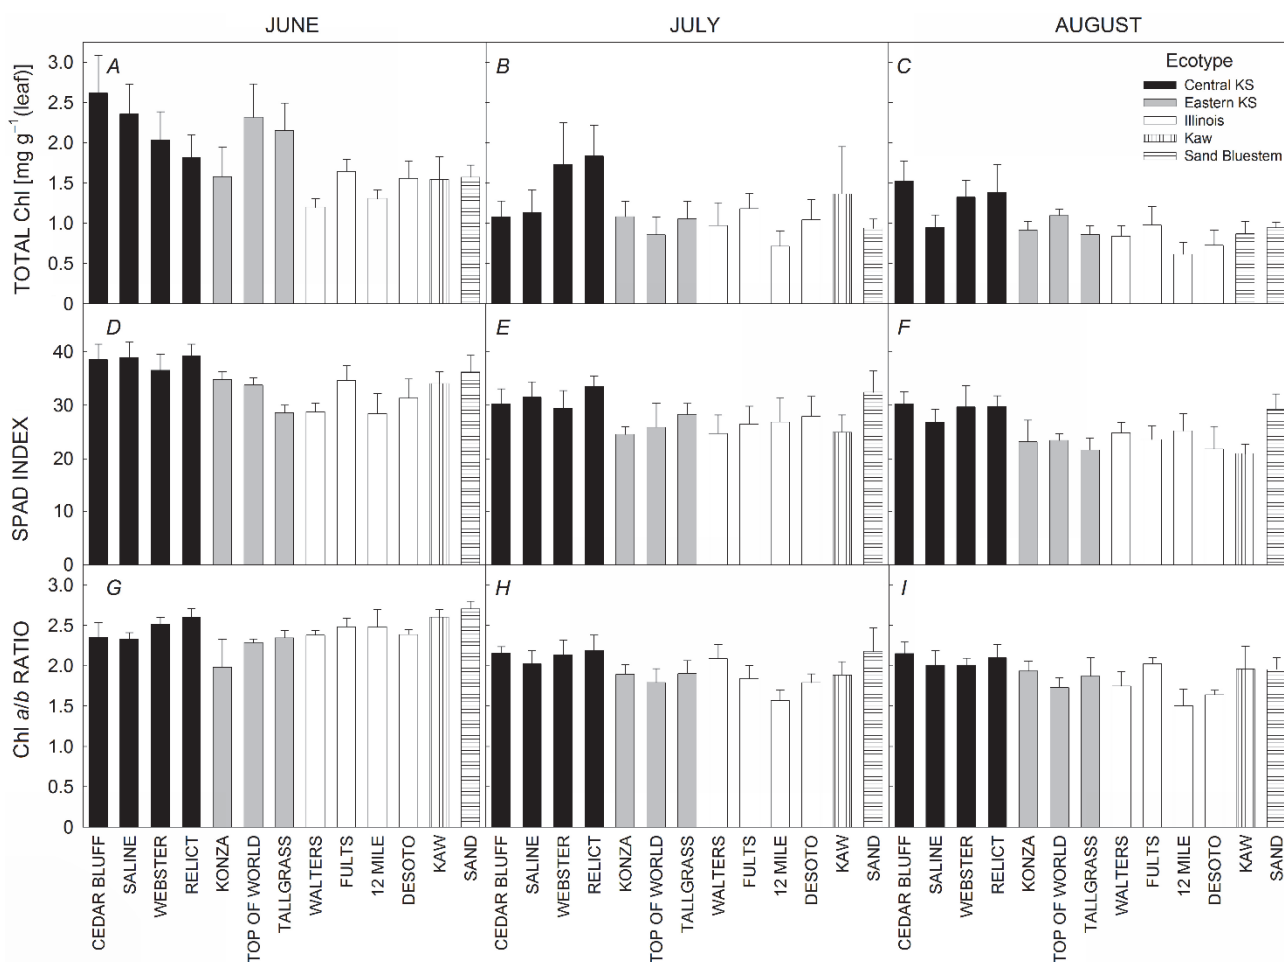 JUNE JULY AUGUST
TOTAL Chl [mg g⁻¹(leaf)]
3.0
2.5
2.0
1.5
1.0
0.5
0
A B C
Ecotype
Central KS
Eastern KS
Illinois
Kaw
Sand Bluestem
SPAD INDEX
40
30
20
10
0
D E F
Chl a/b RATIO
3.0
2.5
2.0
1.5
1.0
0.5
0
G H I
CEDAR BLUFF
SALINE
WEBSTER
RELICT
KONZA
TOP OF WORLD
TALLGRASS
WALTERS
FULTS
12 MILE
DESOTO
KAW
SAND
CEDAR BLUFF
SALINE
WEBSTER
RELICT
KONZA
TOP OF WORLD
TALLGRASS
WALTERS
FULTS
12 MILE
DESOTO
KAW
SAND
CEDAR BLUFF
SALINE
WEBSTER
RELICT
KONZA
TOP OF WORLD
TALLGRASS
WALTERS
FULTS
12 MILE
DESOTO
KAW
SAND